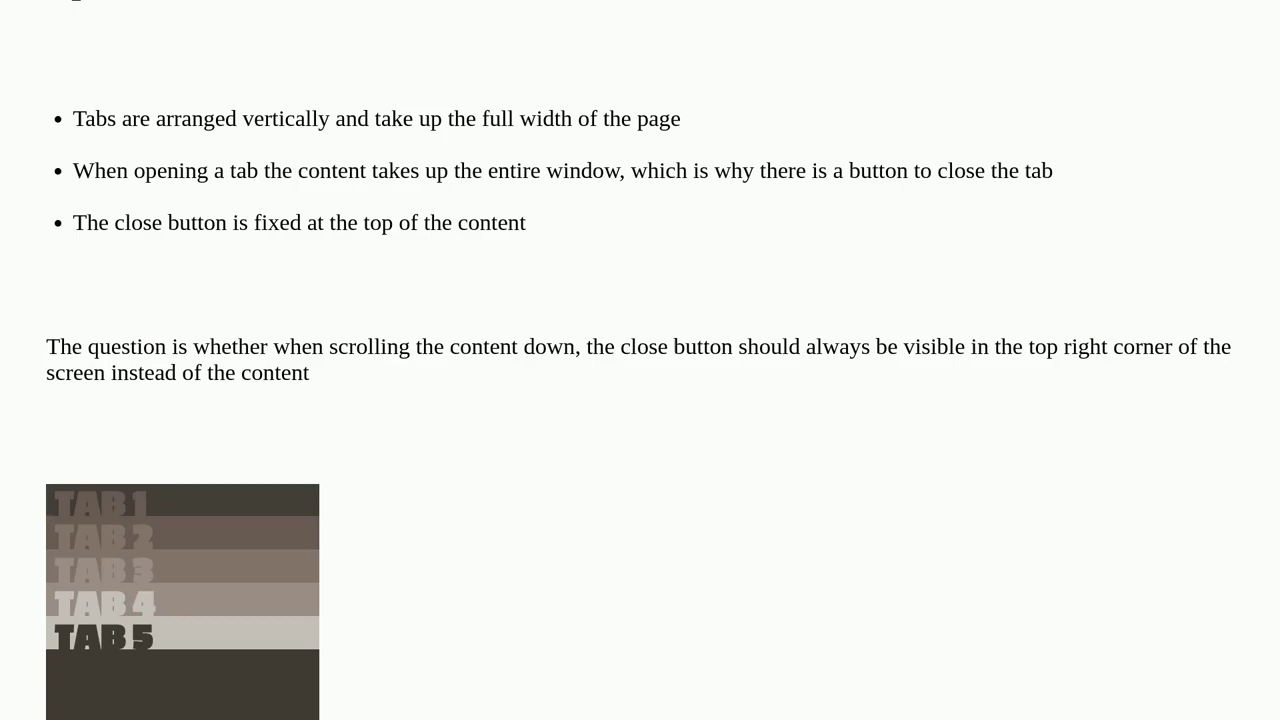 Tabs are arranged vertically and take up the full width of the page
When opening a tab the content takes up the entire window, which is why there is a button to close the tab
The close button is fixed at the top of the content
The question is whether when scrolling the content down, the close button should always be visible in the top right corner of the
screen instead of the content
TAB 1
TAB 2
TAB 3
TAB 4
TAB 5